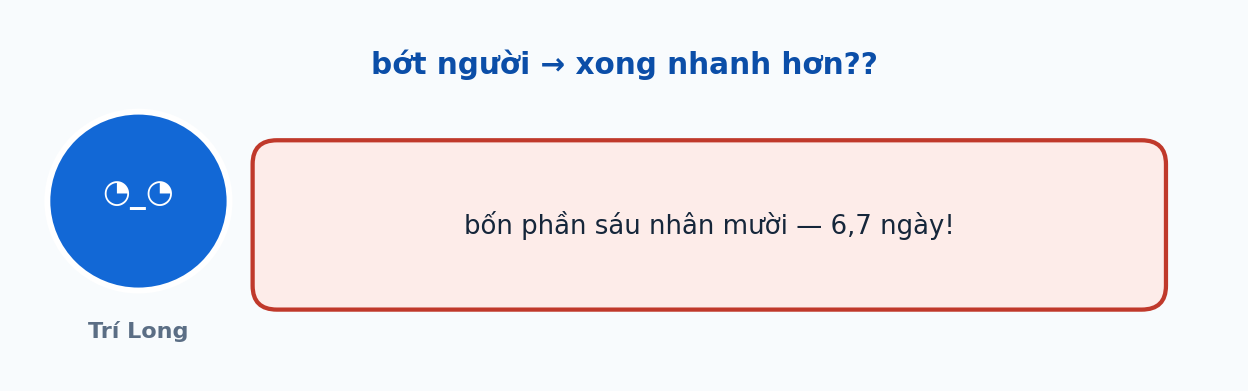 bớt người → xong nhanh hơn??
◔_◔
bốn phần sáu nhân mười — 6,7 ngày!
Trí Long